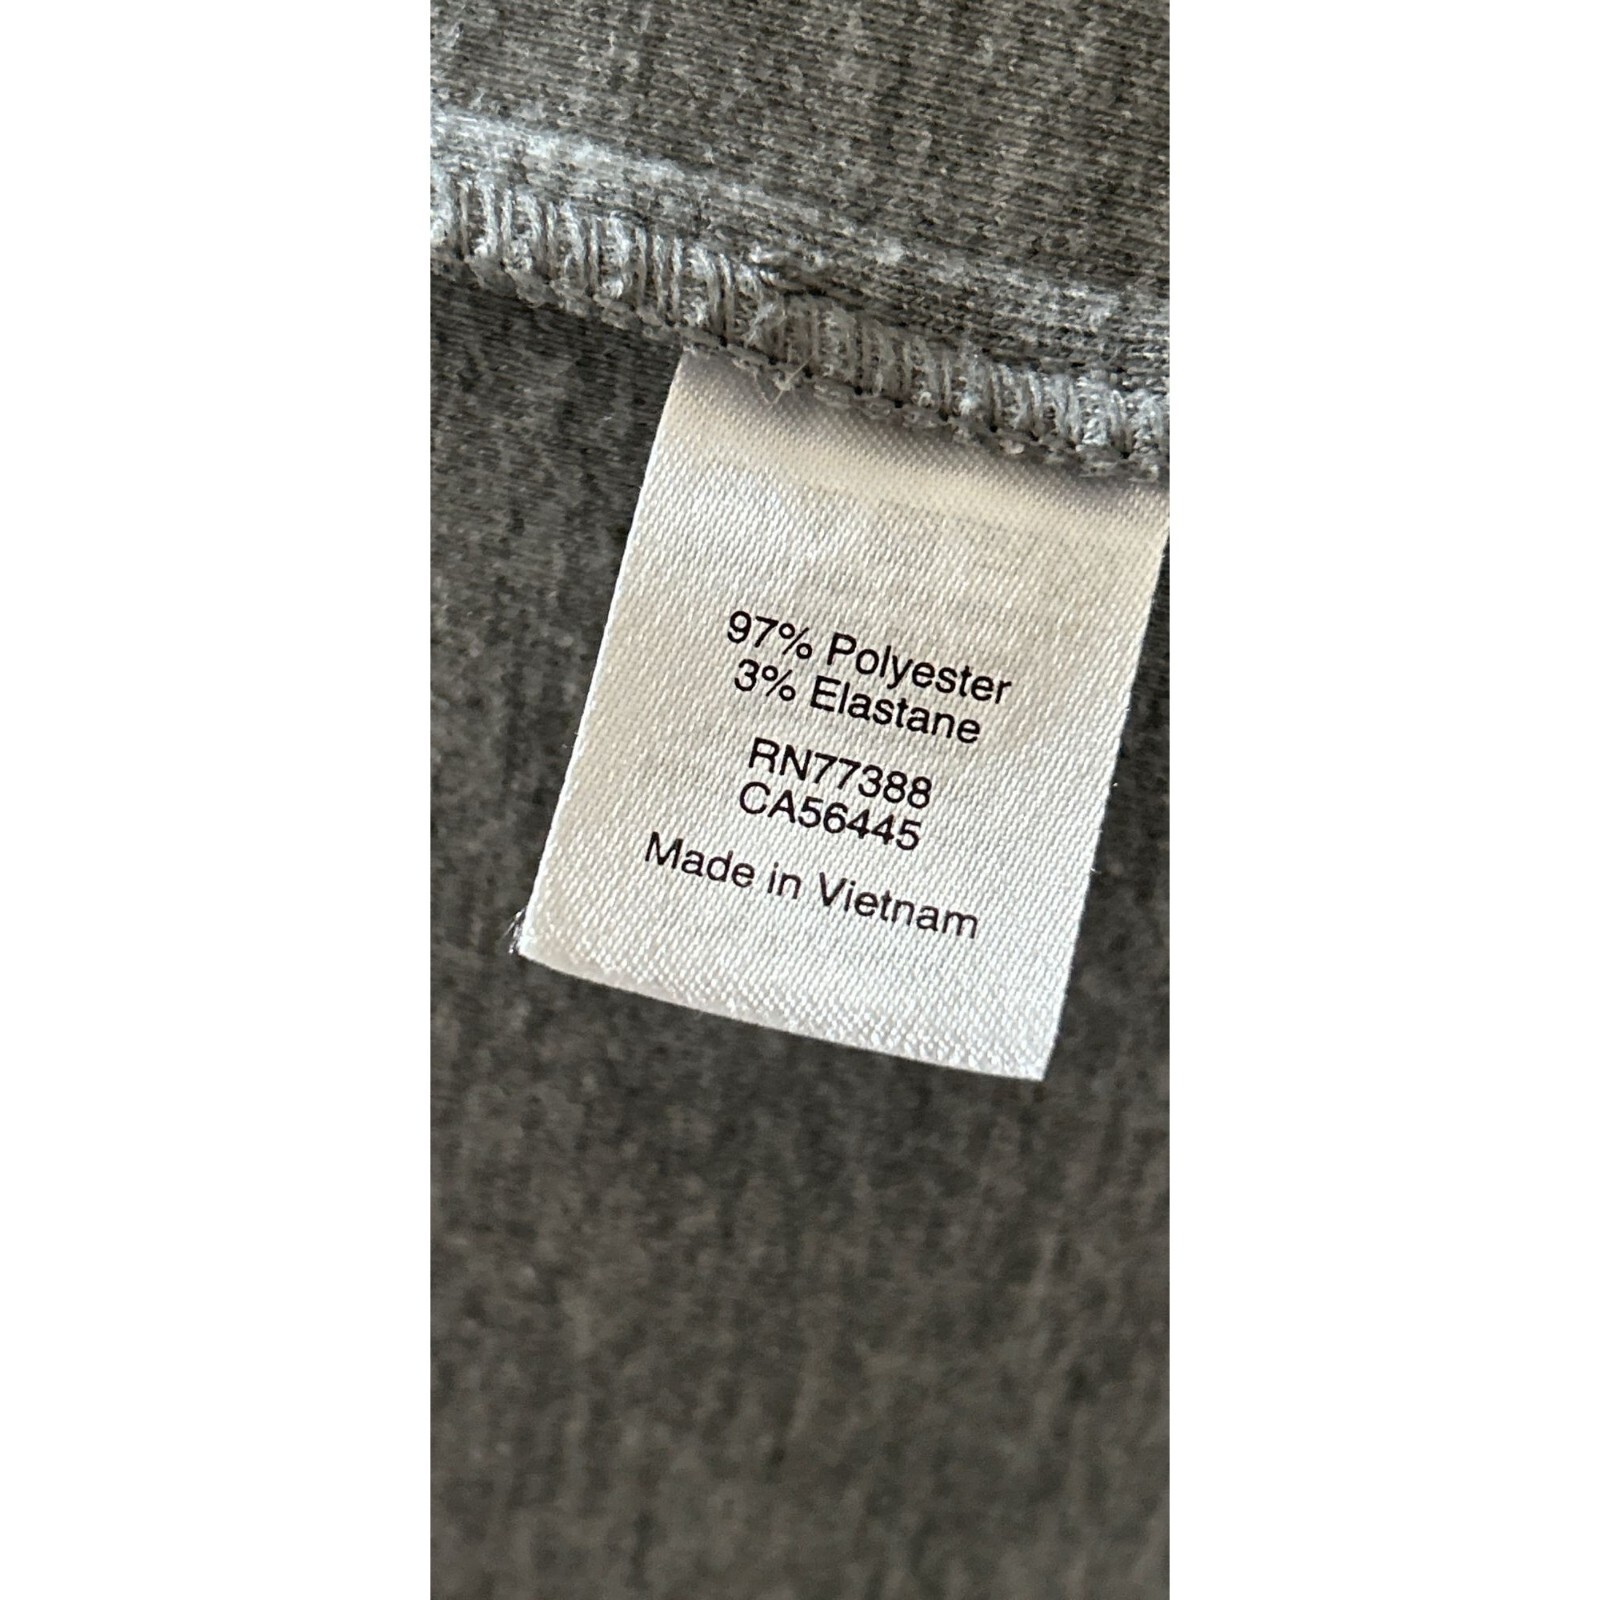 97% Polyester
3% Elastane
RN77388
CA56445
Made in Vietnam